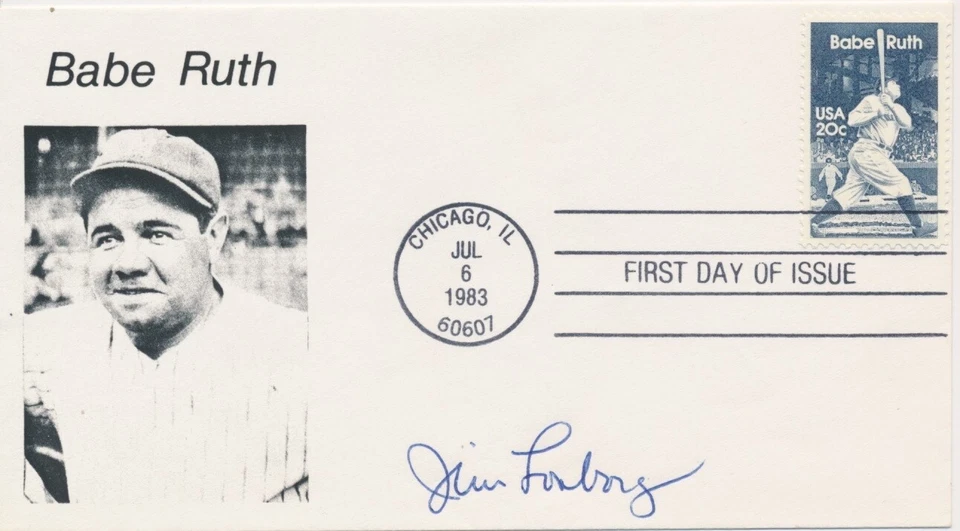 Babe Ruth
Babe Ruth
USA
20c
CHICAGO, IL
JUL
6
1983
60607
FIRST DAY OF ISSUE
Jim Lonborg